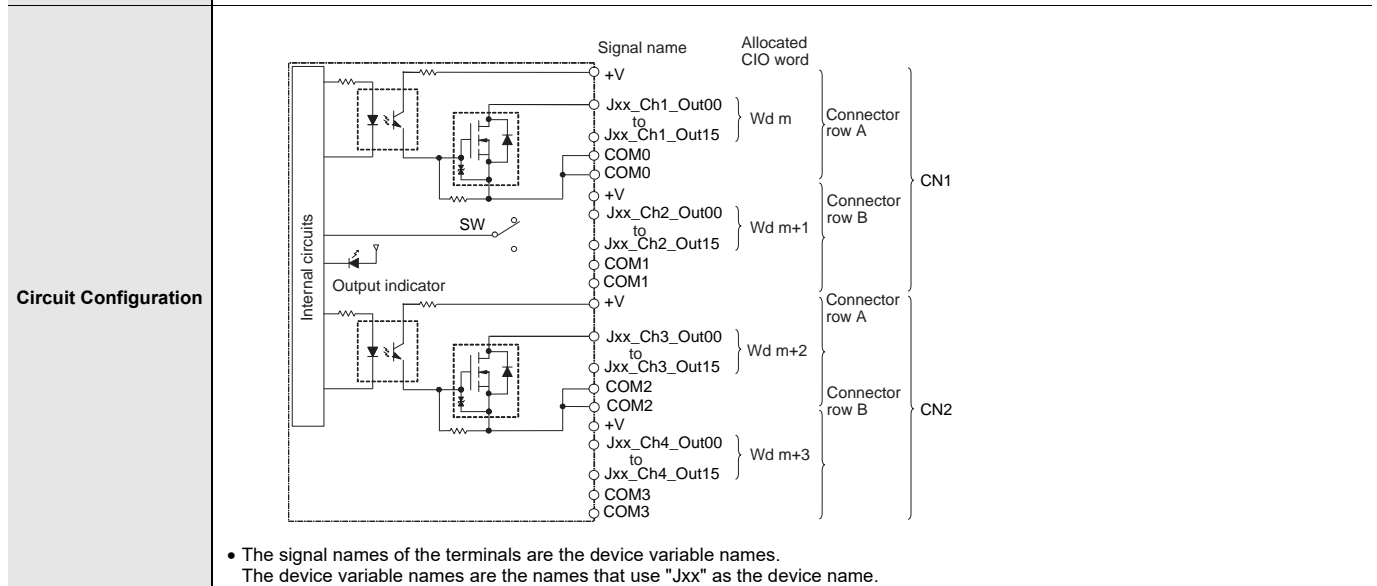 Circuit Configuration
Signal name
Allocated
CIO word
+V
Jxx_Ch1_Out00
to
Jxx_Ch1_Out15
Wd m
Connector
row A
COM0
COM0
CN1
+V
Jxx_Ch2_Out00
to
Jxx_Ch2_Out15
Wd m+1
Connector
row B
COM1
COM1
Internal circuits
SW
Output indicator
+V
Connector
row A
Jxx_Ch3_Out00
to
Jxx_Ch3_Out15
Wd m+2
COM2
COM2
Connector
row B
CN2
+V
Jxx_Ch4_Out00
to
Jxx_Ch4_Out15
Wd m+3
COM3
COM3
• The signal names of the terminals are the device variable names.
The device variable names are the names that use "Jxx" as the device name.